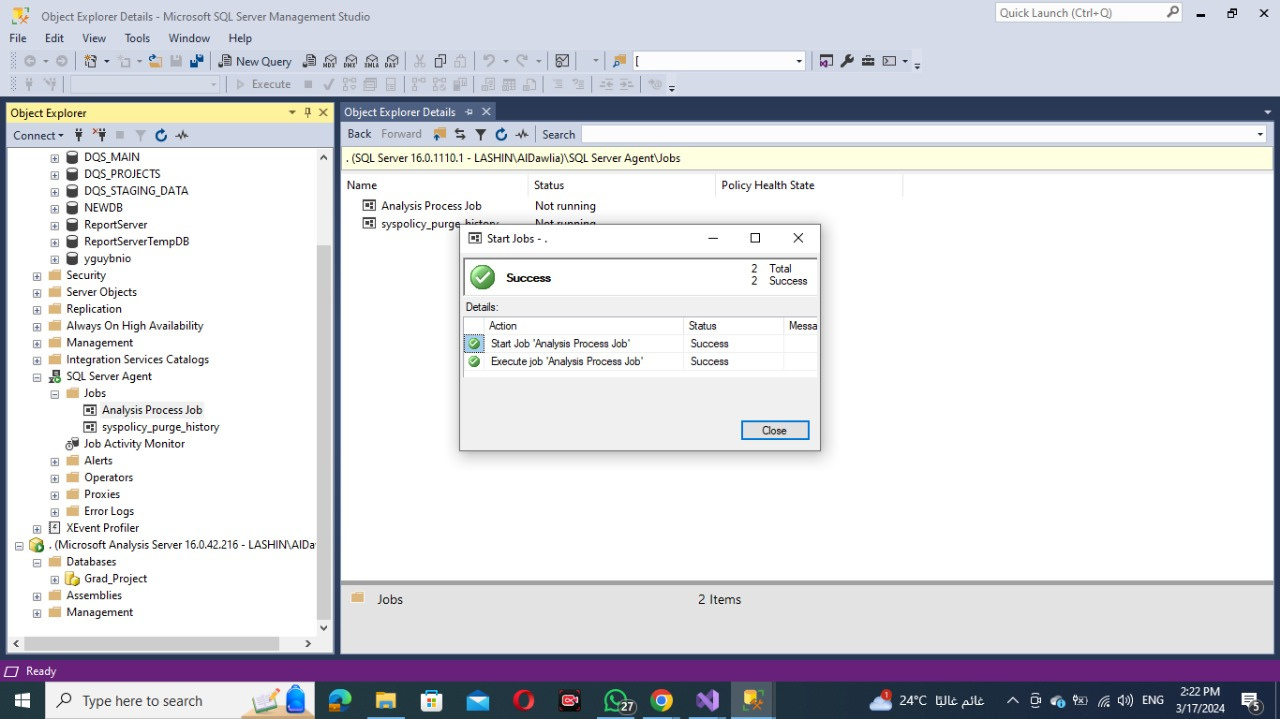 Object Explorer Details - Microsoft SQL Server Management Studio
Quick Launch (Ctrl+Q)
File Edit View Tools Window Help
New Query
MDX DMX XMLA DAX
[
Execute
Object Explorer
Object Explorer Details
Connect
Back Forward Search
. (SQL Server 16.0.1110.1 - LASHIN\AlDawlia)\SQL Server Agent\Jobs
Name Status Policy Health State
Analysis Process Job Not running
syspolicy_purge_history Not running
DQS_MAIN
DQS_PROJECTS
DQS_STAGING_DATA
NEWDB
ReportServer
ReportServerTempDB
yguybnio
Security
Server Objects
Replication
Always On High Availability
Management
Integration Services Catalogs
SQL Server Agent
Jobs
Analysis Process Job
syspolicy_purge_history
Job Activity Monitor
Alerts
Operators
Proxies
Error Logs
XEvent Profiler
. (Microsoft Analysis Server 16.0.42.216 - LASHIN\AlDa
Databases
Grad_Project
Assemblies
Management
Start Jobs - .
Success
2 Total
2 Success
Details:
Action Status Messa
Start Job 'Analysis Process Job' Success
Execute job 'Analysis Process Job' Success
Close
Jobs 2 Items
Ready
Type here to search
27
1
24°C غائم غالبًا
ENG
2:22 PM
3/17/2024
5